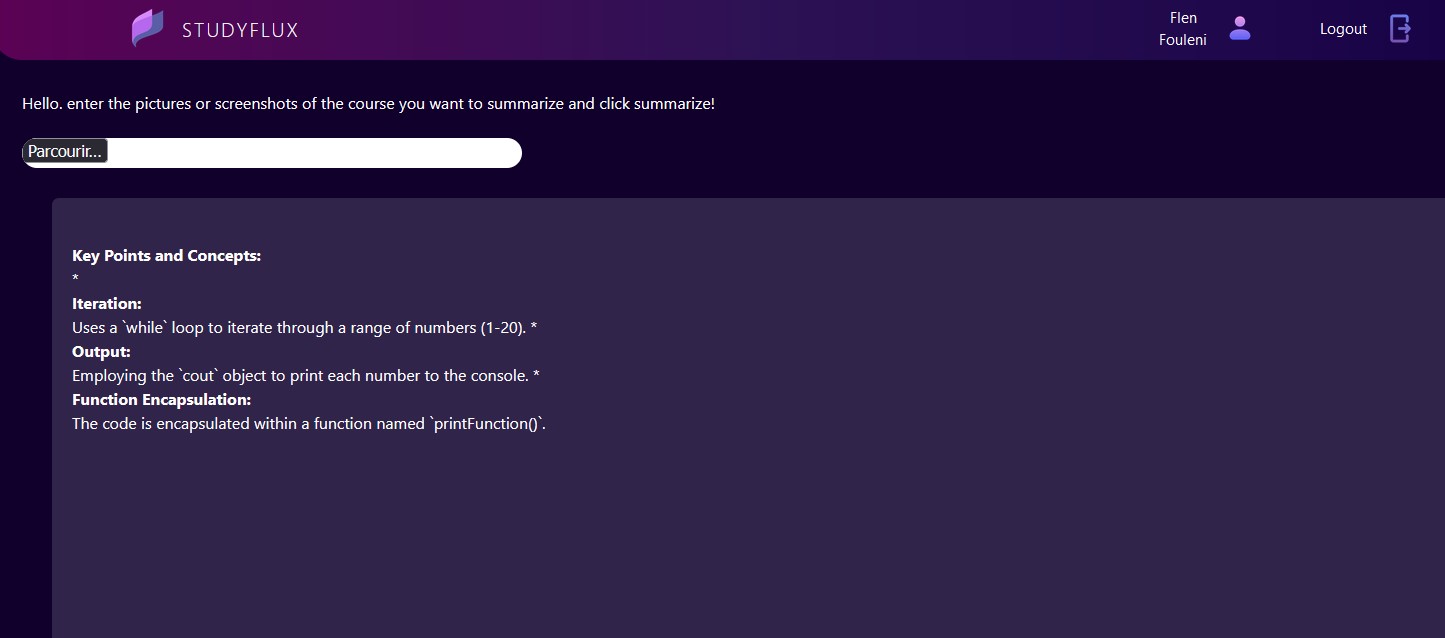 STUDYFLUX
Flen
Fouleni
Logout
Hello. enter the pictures or screenshots of the course you want to summarize and click summarize!
Parcourir...
Key Points and Concepts:
*
Iteration:
Uses a `while` loop to iterate through a range of numbers (1-20). *
Output:
Employing the `cout` object to print each number to the console. *
Function Encapsulation:
The code is encapsulated within a function named `printFunction()`.